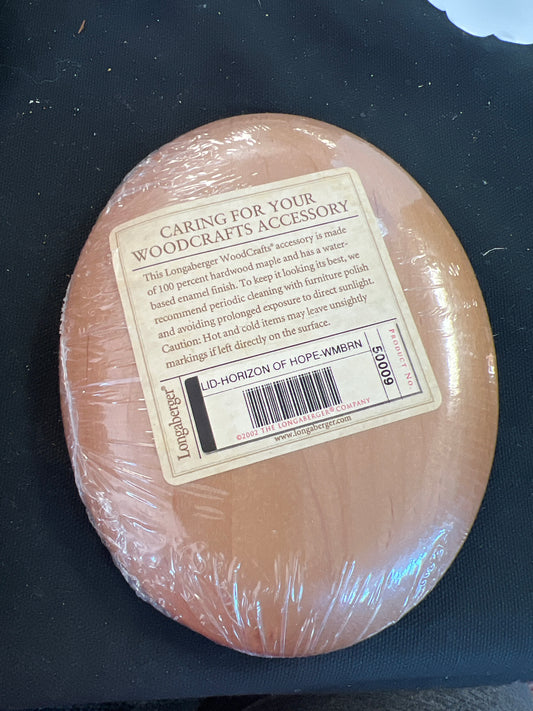 CARING FOR YOUR
WOODCRAFTS ACCESSORY
This Longaberger WoodCrafts® accessory is made
of 100 percent hardwood maple and has a water-
based enamel finish. To keep it looking its best, we
recommend periodic cleaning with furniture polish
and avoiding prolonged exposure to direct sunlight.
Caution: Hot and cold items may leave unsightly
markings if left directly on the surface.
Longaberger®
LID-HORIZON OF HOPE-WMBRN
50009
PRODUCT NO.
©2002 THE LONGABERGER® COMPANY
www.longaberger.com